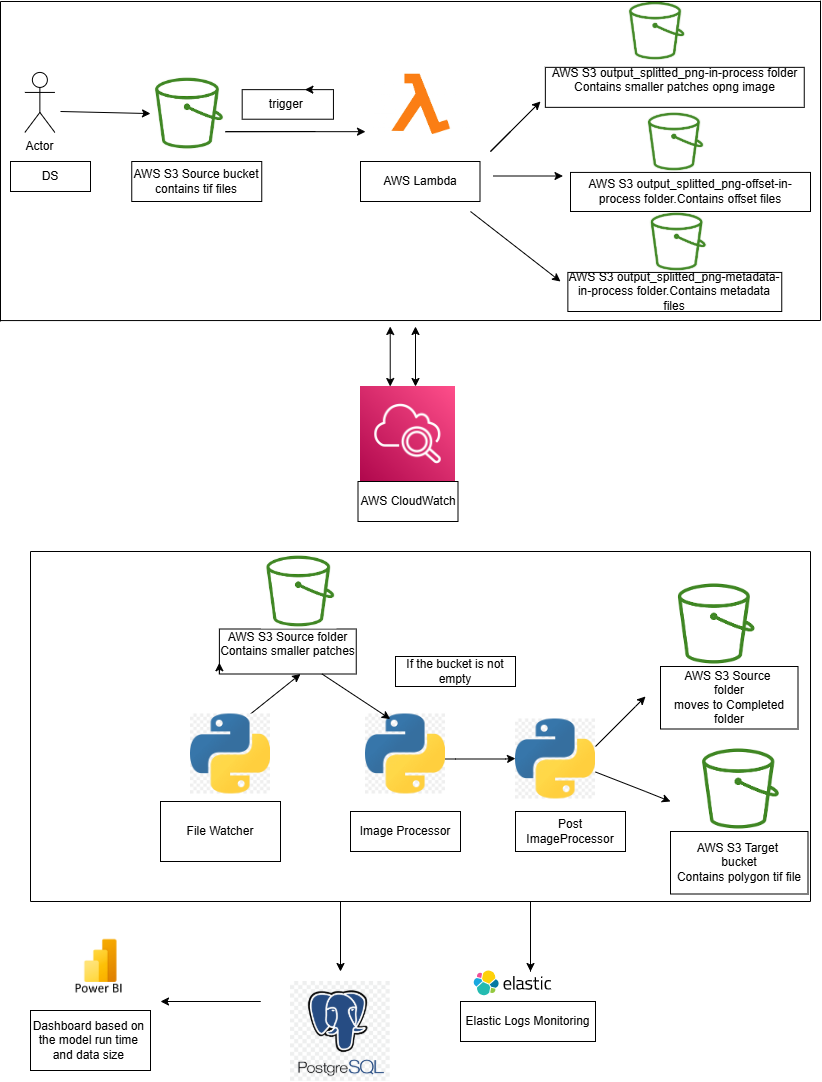 AWS S3 output_splitted_png-in-process folder
Contains smaller patches opng image
trigger
Actor
DS
AWS S3 Source bucket
contains tif files
AWS Lambda
AWS S3 output_splitted_png-offset-in-
process folder.Contains offset files
AWS S3 output_splitted_png-metadata-
in-process folder.Contains metadata
files
AWS CloudWatch
AWS S3 Source folder
Contains smaller patches
If the bucket is not
empty
AWS S3 Source
folder
moves to Completed
folder
File Watcher
Image Processor
Post
ImageProcessor
AWS S3 Target
bucket
Contains polygon tif file
Power BI
Dashboard based on
the model run time
and data size
PostgreSQL
elastic
Elastic Logs Monitoring